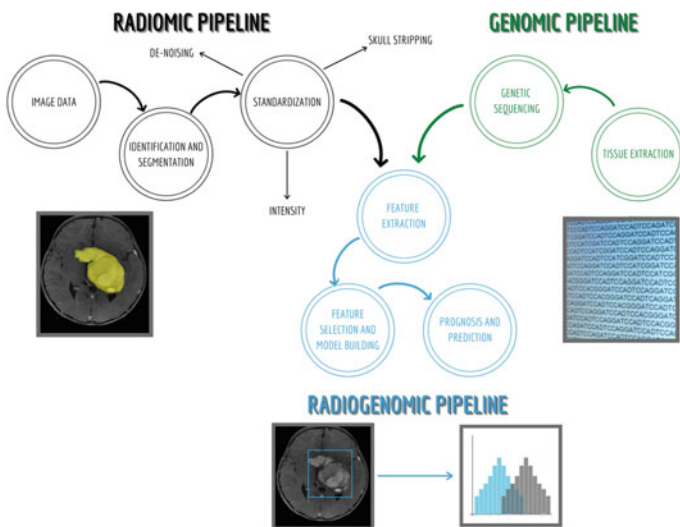 RADIOMIC PIPELINE
GENOMIC PIPELINE
DE-NOISING
SKULL STRIPPING
IMAGE DATA
STANDARDIZATION
GENETIC
SEQUENCING
IDENTIFICATION AND
SEGMENTATION
TISSUE EXTRACTION
INTENSITY
FEATURE
EXTRACTION
FEATURE
SELECTION AND
MODEL BUILDING
PROGNOSIS AND
PREDICTION
RADIOGENOMIC PIPELINE